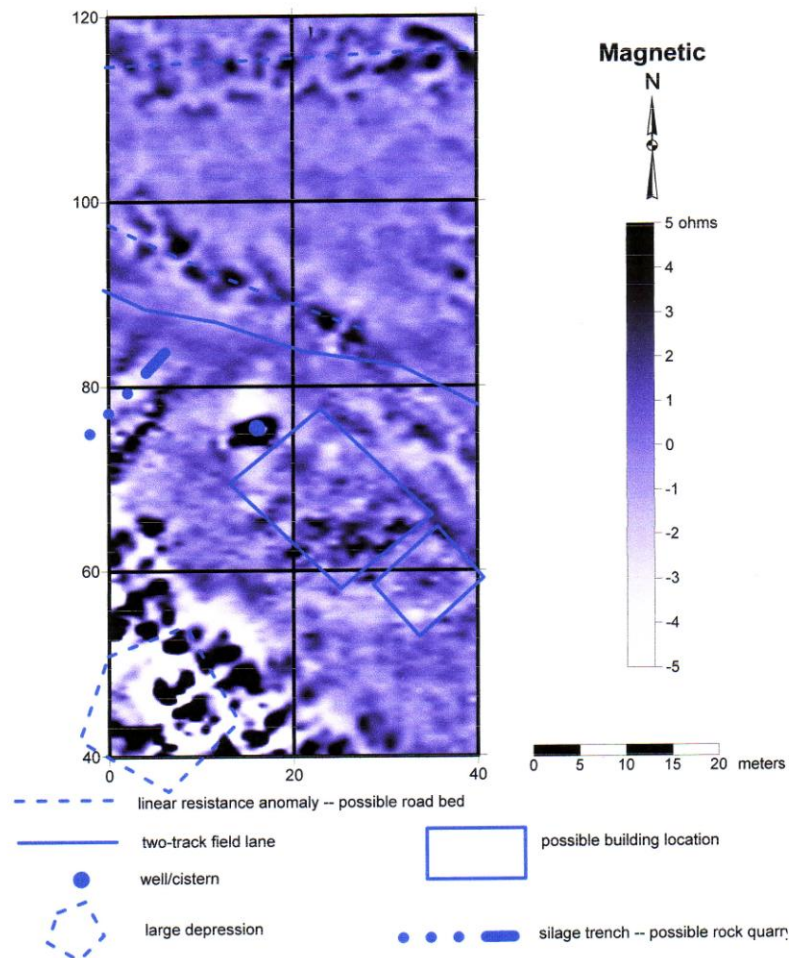 120
100
80
60
40
0
20
40
Magnetic
N
5 ohms
4
3
2
1
0
-1
-2
-3
-4
-5
0 5 10 15 20 meters
linear resistance anomaly -- possible road bed
two-track field lane
possible building location
well/cistern
large depression
silage trench -- possible rock quarry